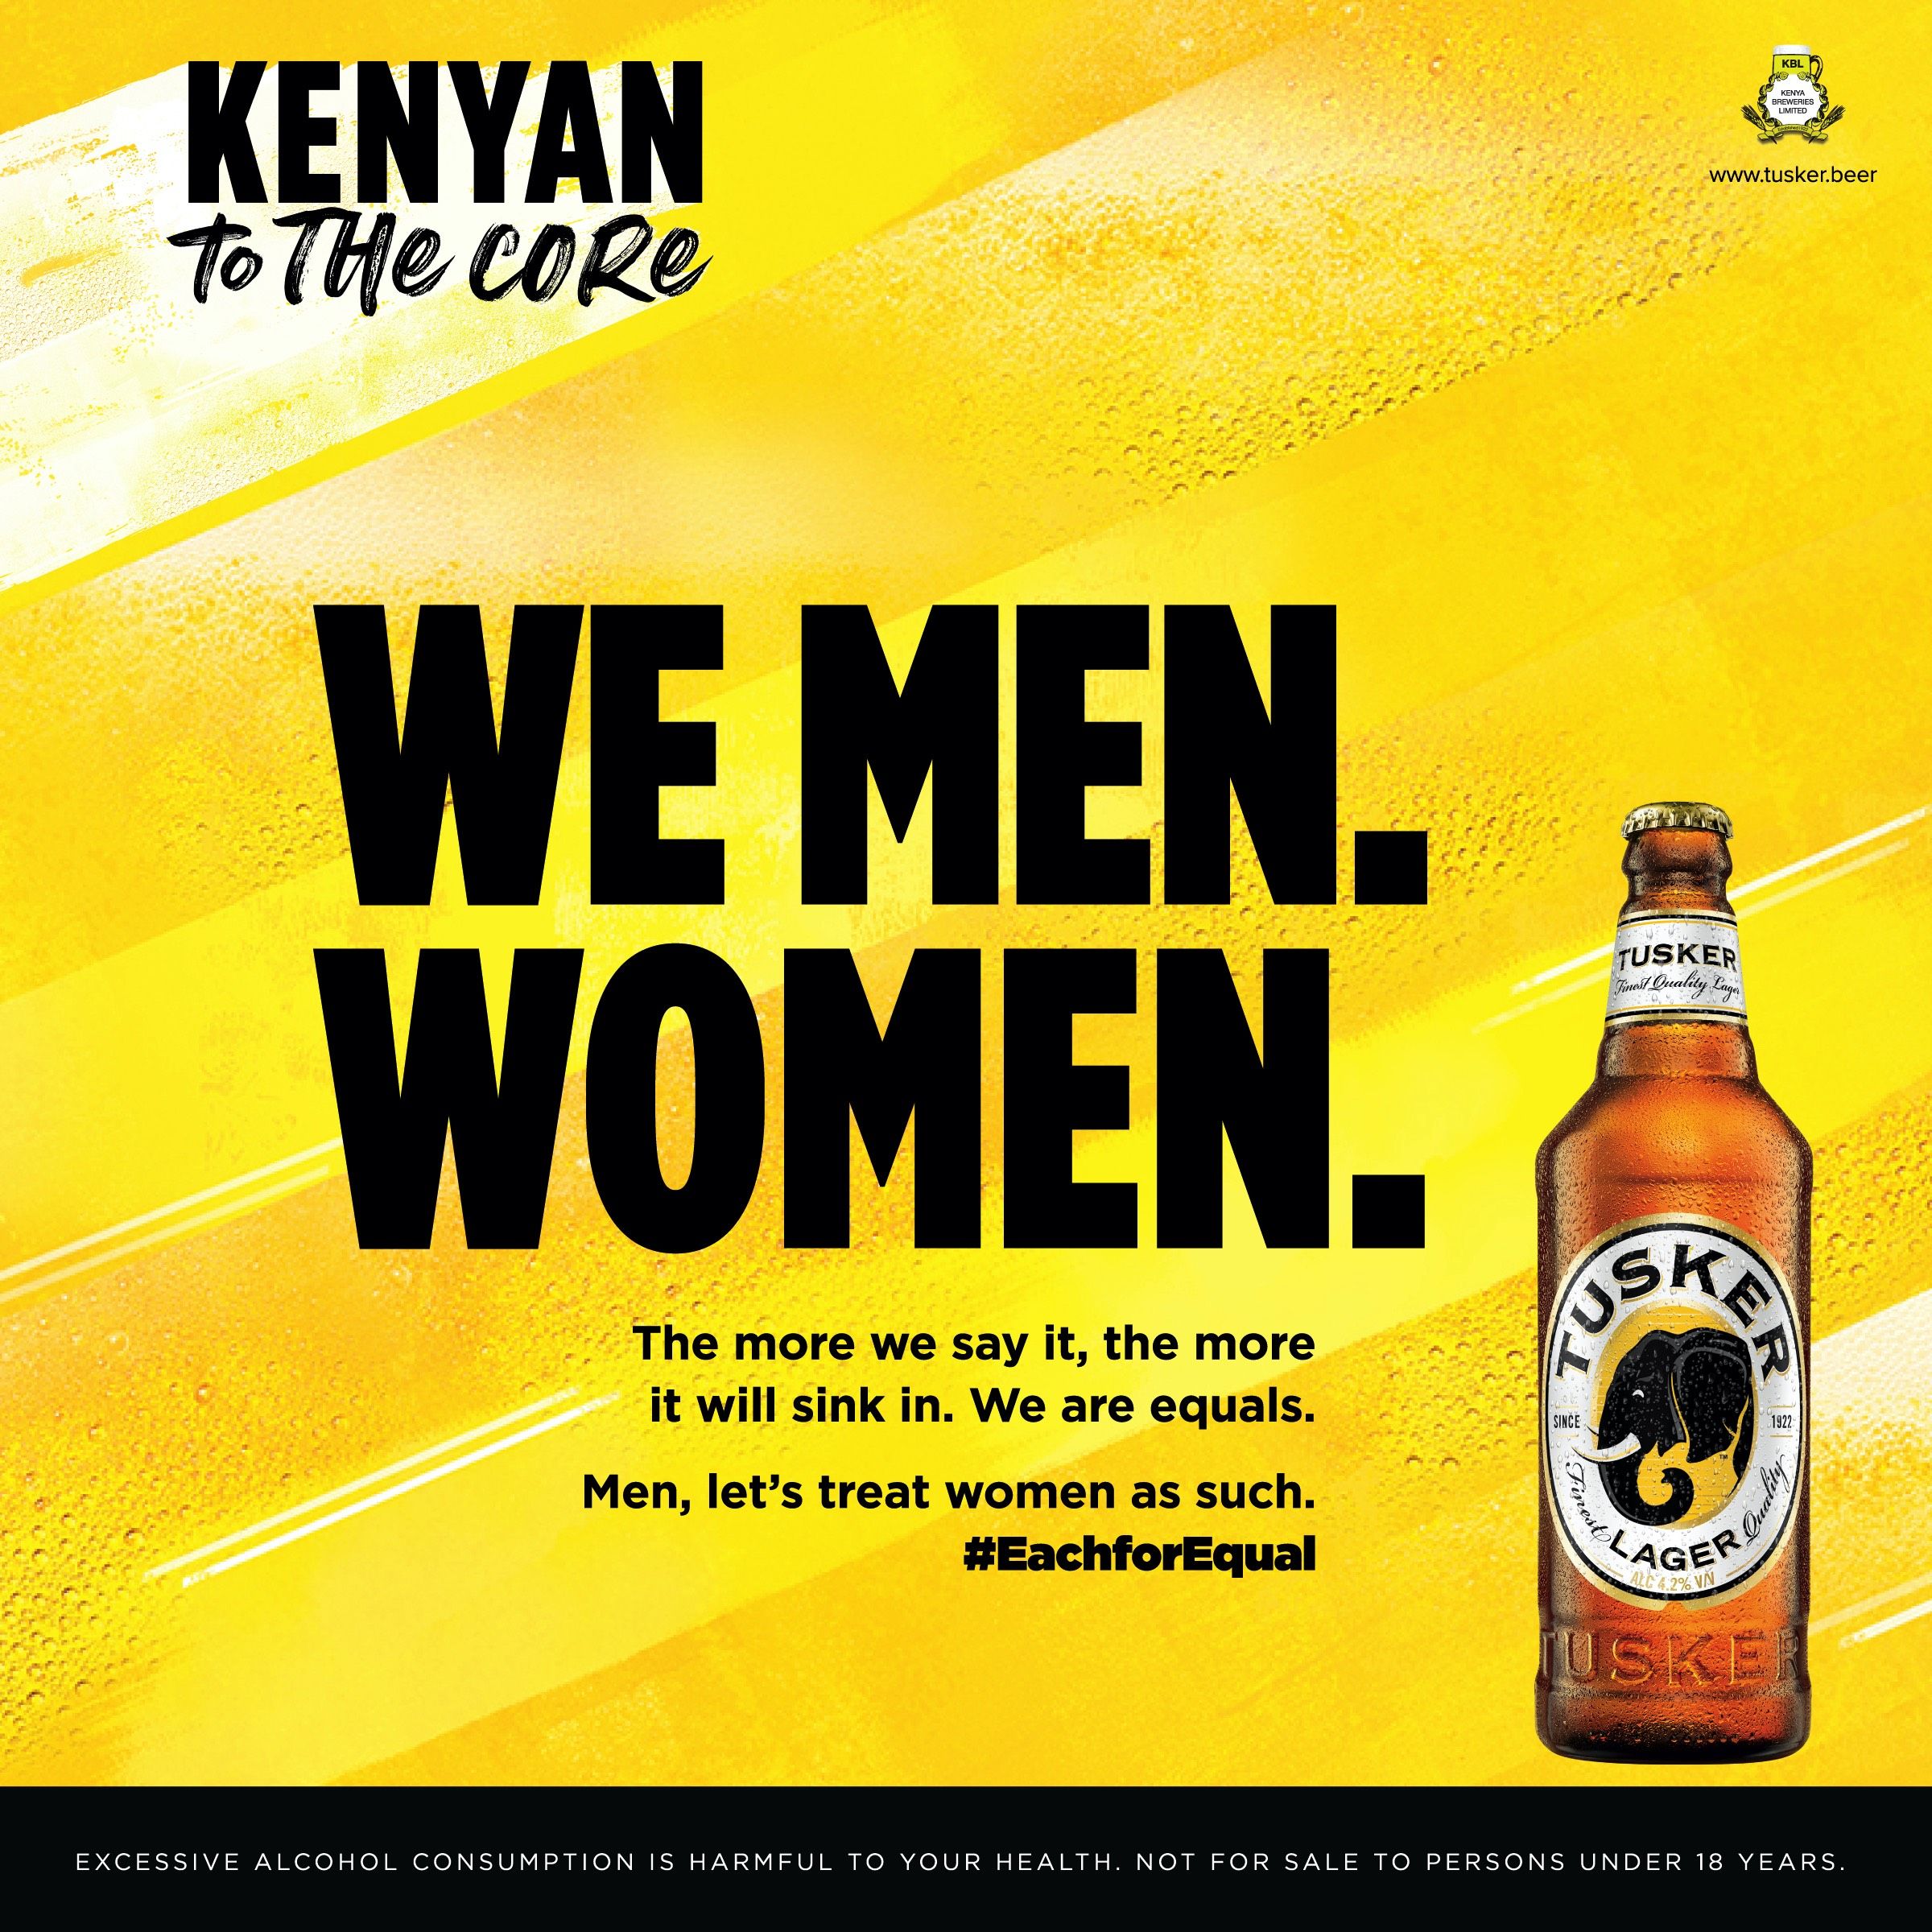 KENYAN
to THe CORe
KBL
KENYA
BREWERIES
LIMITED
www.tusker.beer
WE MEN.
WOMEN.
The more we say it, the more
it will sink in. We are equals.
Men, let’s treat women as such.
#EachforEqual
TUSKER
Finest Quality Lager
TUSKER
SINCE 1922
Finest Quality
LAGER
ALC 4.2% V/V
TUSKER
EXCESSIVE ALCOHOL CONSUMPTION IS HARMFUL TO YOUR HEALTH. NOT FOR SALE TO PERSONS UNDER 18 YEARS.